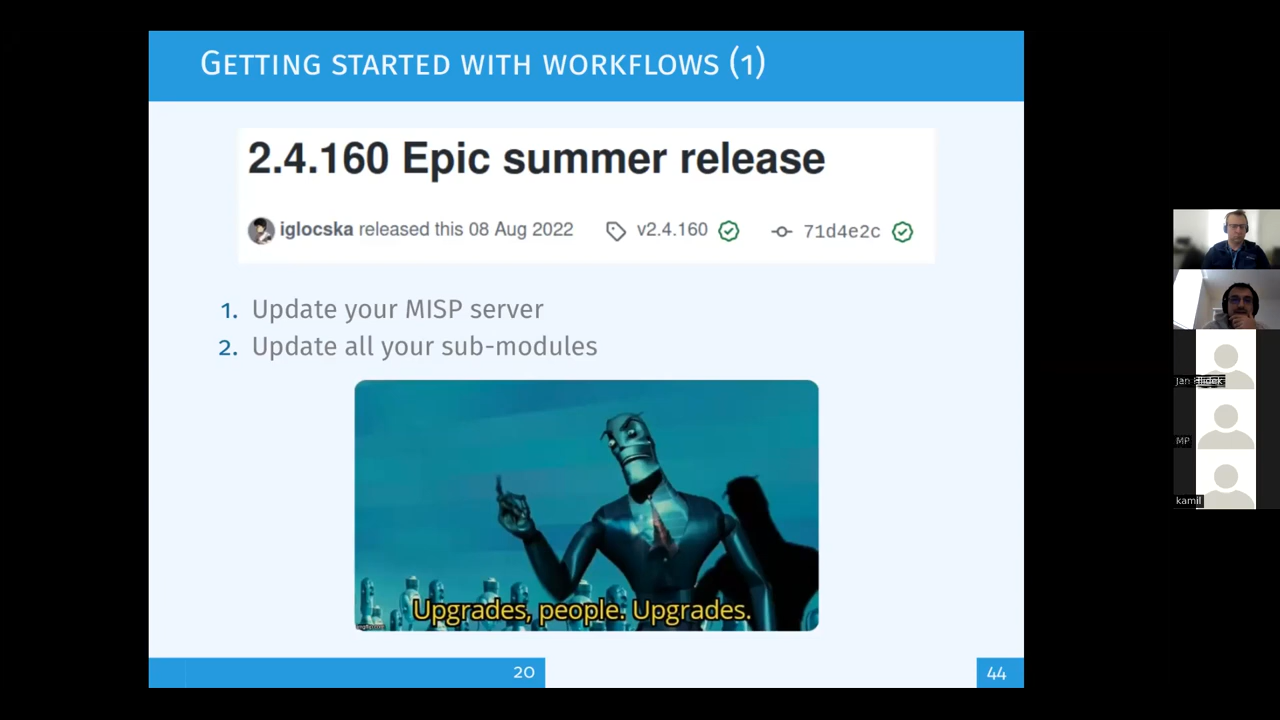 GETTING STARTED WITH WORKFLOWS (1)
2.4.160 Epic summer release
iglocska released this 08 Aug 2022 v2.4.160 71d4e2c
1. Update your MISP server
2. Update all your sub-modules
Upgrades, people. Upgrades.
20
44
Jan
MP
kamil